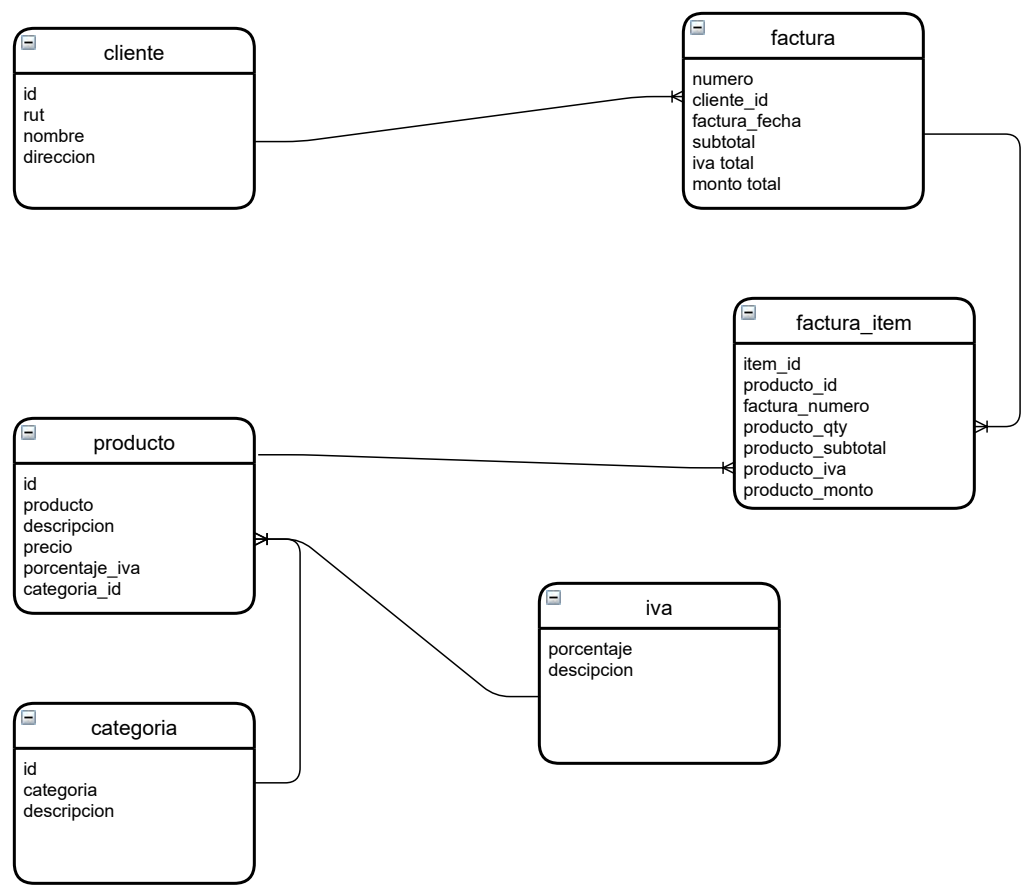 cliente
id
rut
nombre
direccion
factura
numero
cliente_id
factura_fecha
subtotal
iva total
monto total
factura_item
item_id
producto_id
factura_numero
producto_qty
producto_subtotal
producto_iva
producto_monto
producto
id
producto
descripcion
precio
porcentaje_iva
categoria_id
iva
porcentaje
descipcion
categoria
id
categoria
descripcion